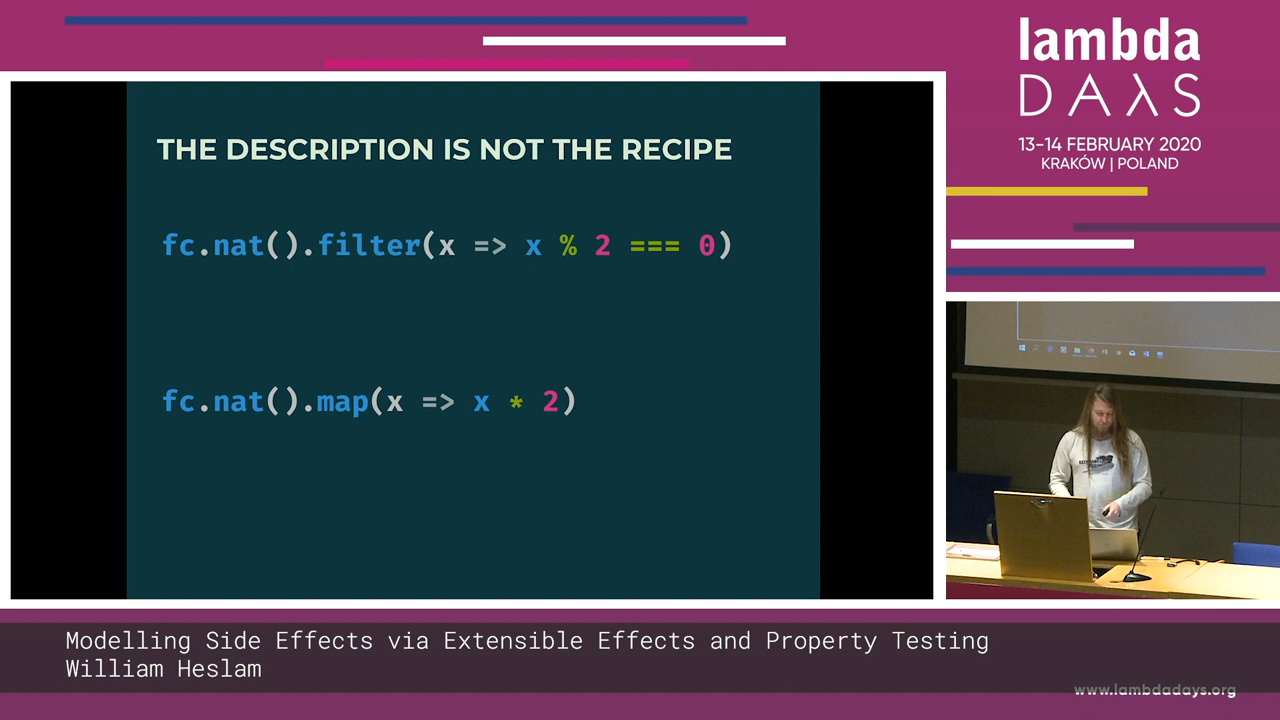 lambda
DAYS
13-14 FEBRUARY 2020
KRAKÓW | POLAND
THE DESCRIPTION IS NOT THE RECIPE
fc.nat().filter(x => x % 2 === 0)
fc.nat().map(x => x * 2)
Modelling Side Effects via Extensible Effects and Property Testing
William Heslam
www.lambdadays.org